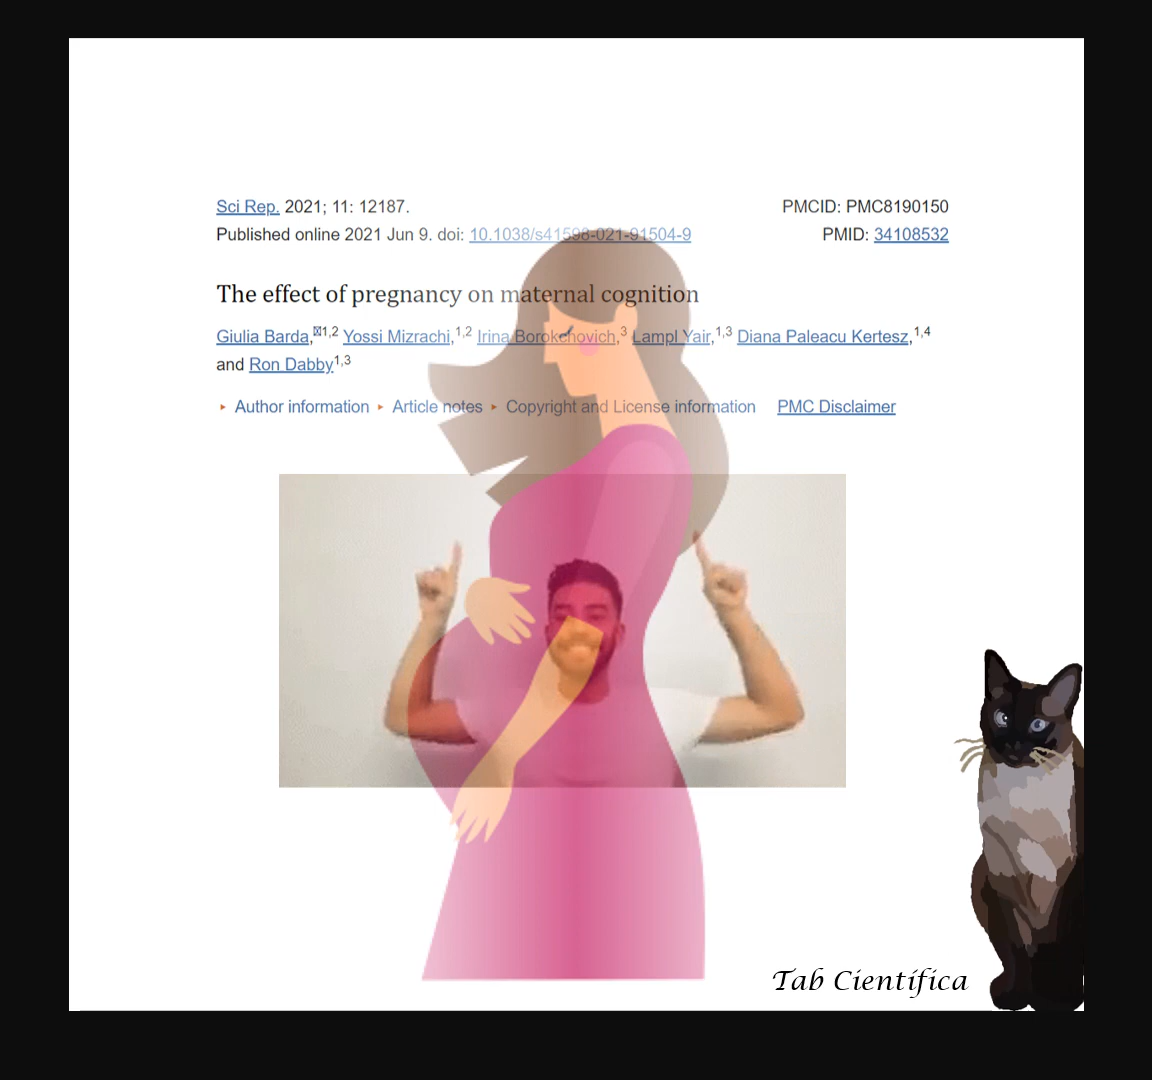 Sci Rep. 2021; 11: 12187.
PMCID: PMC8190150
Published online 2021 Jun 9. doi: 10.1038/s41598-021-91504-9
PMID: 34108532
The effect of pregnancy on maternal cognition
Giulia Barda,1,2 Yossi Mizrachi,1,2 Irina Borokchovich,3 Lampl Yair,1,3 Diana Paleacu Kertesz,1,4
and Ron Dabby1,3
▸ Author information ▸ Article notes ▸ Copyright and License information PMC Disclaimer
Tab Científica